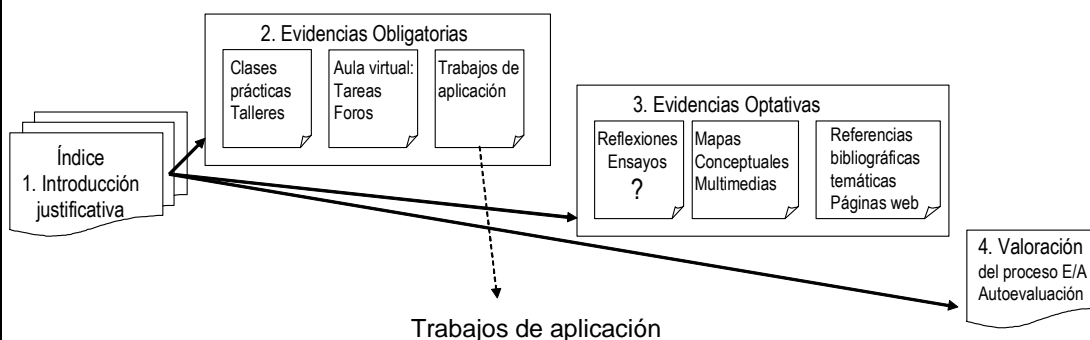 2. Evidencias Obligatorias
Clases
prácticas
Talleres
Aula virtual:
Tareas
Foros
Trabajos de
aplicación
3. Evidencias Optativas
Reflexiones
Ensayos
?
Mapas
Conceptuales
Multimedias
Referencias
bibliográficas
temáticas
Páginas web
Índice
1. Introducción
justificativa
4. Valoración
del proceso E/A
Autoevaluación
Trabajos de aplicación